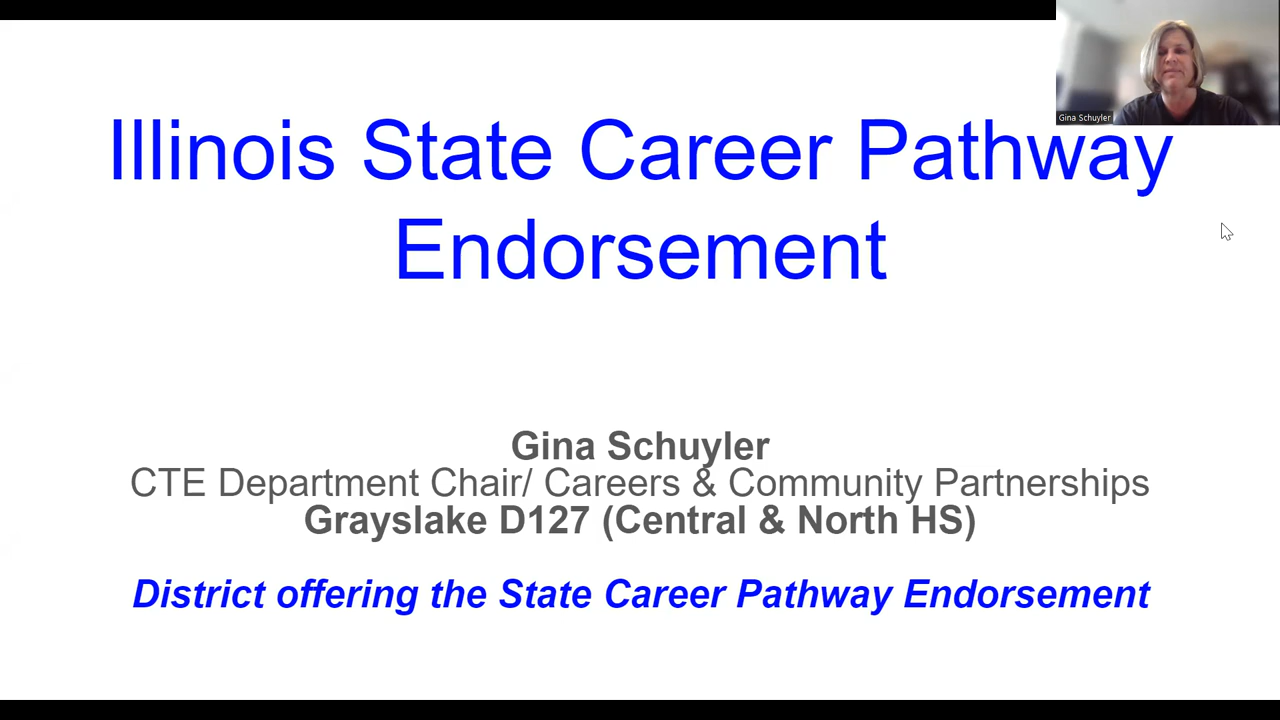 Gina Schuyler
Illinois State Career Pathway
Endorsement
Gina Schuyler
CTE Department Chair/ Careers & Community Partnerships
Grayslake D127 (Central & North HS)
District offering the State Career Pathway Endorsement